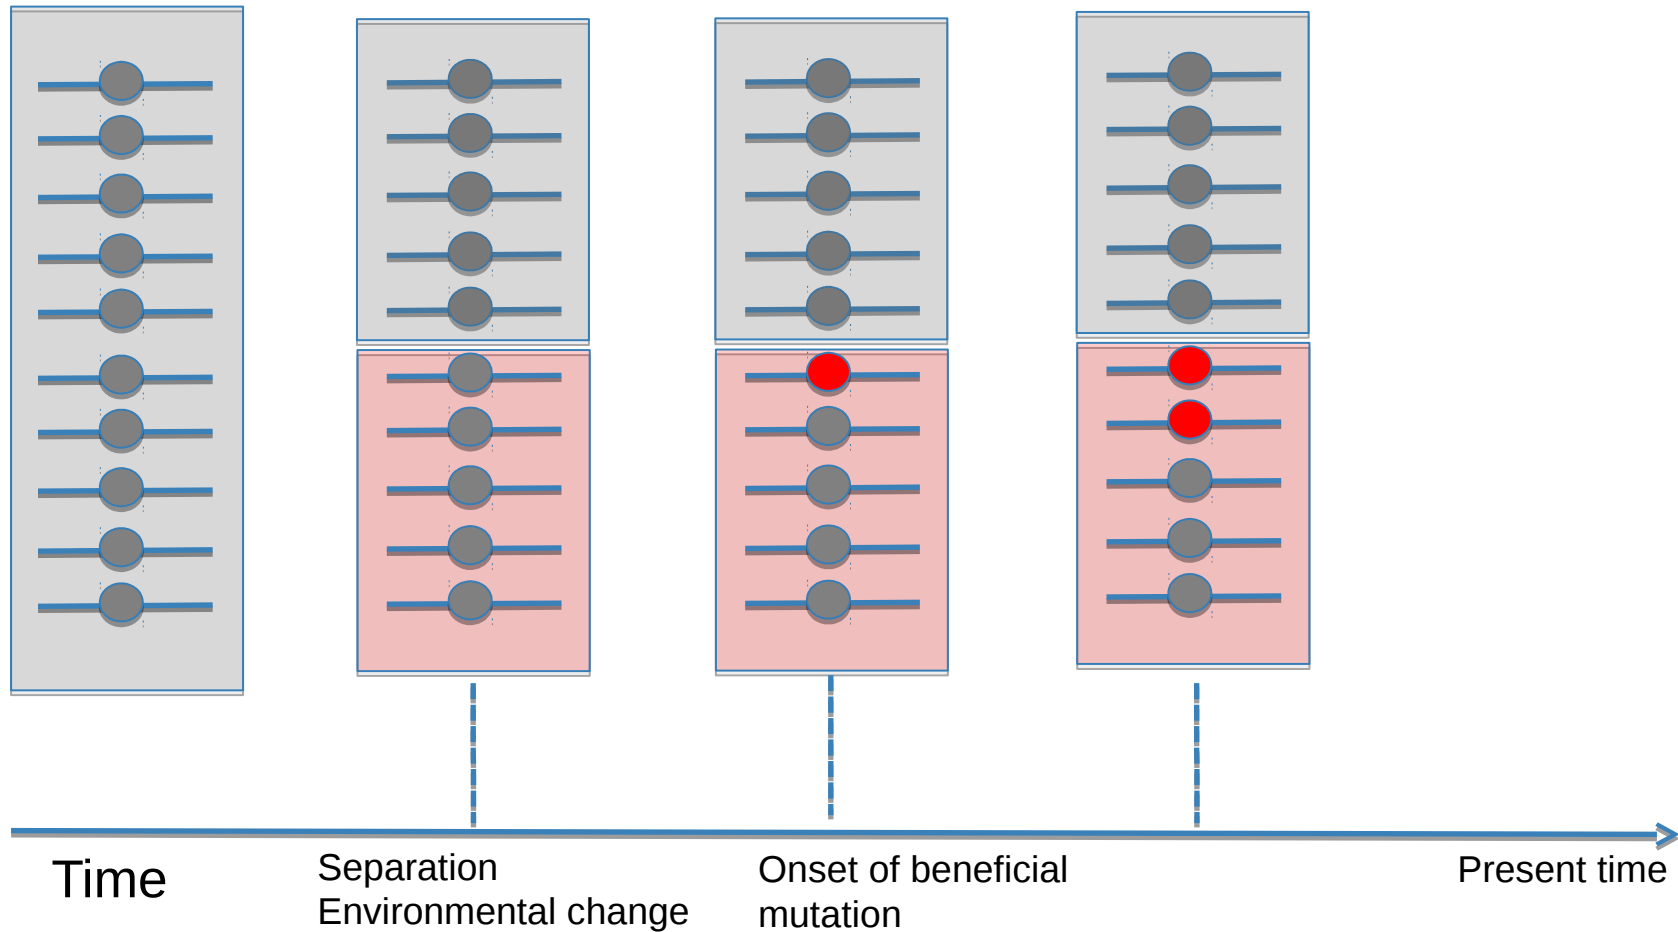 Time
Separation
Environmental change
Onset of beneficial
mutation
Present time